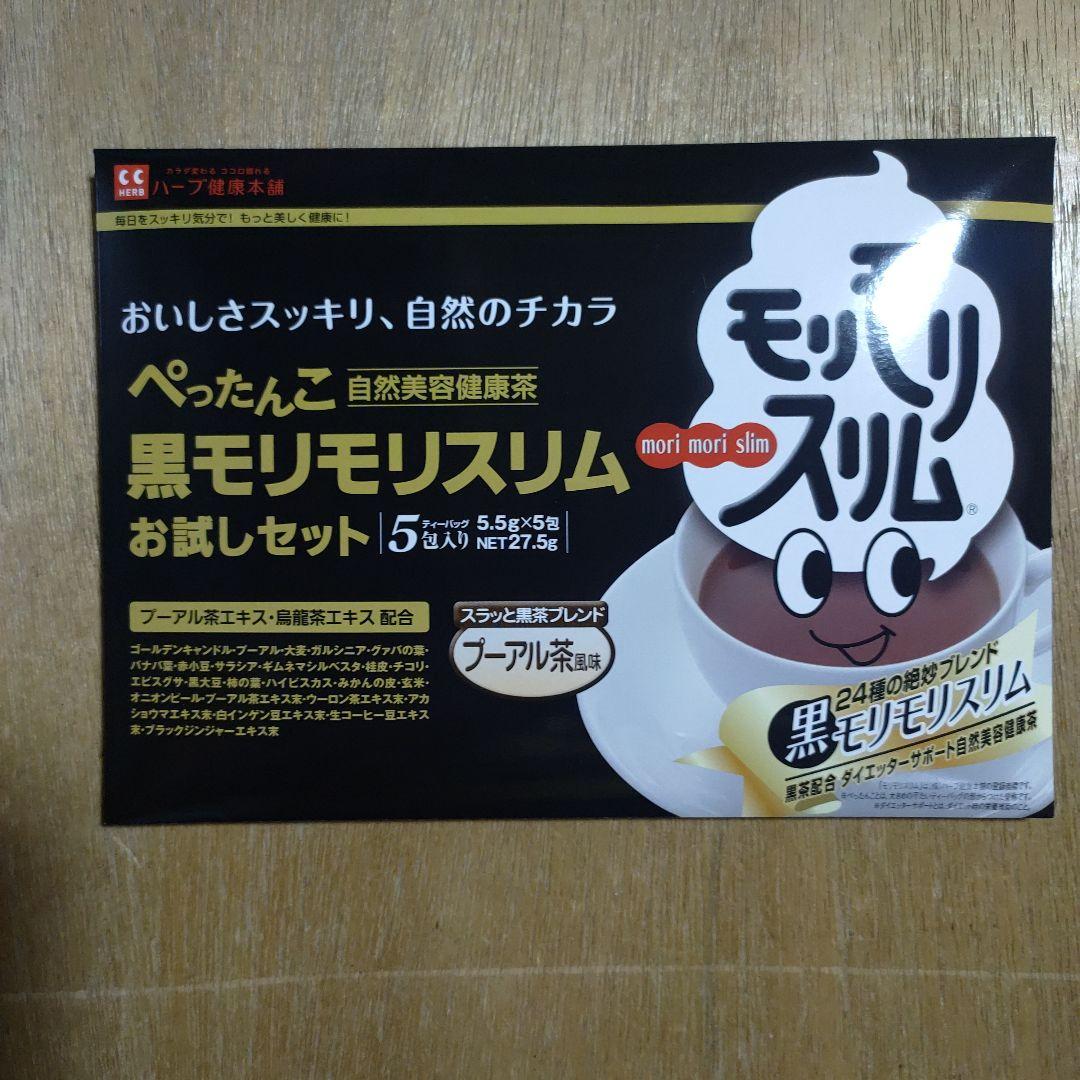 CC
HERB
カラダ変わる ココロ踊れる
ハーブ健康本舗
毎日をスッキリ気分で! もっと美しく健康に!
おいしさスッキリ、自然のチカラ
ぺったんこ 自然美容健康茶
黒モリモリスリム
お試しセット
5包入り
ティーバッグ
5.5g×5包
NET27.5g
プーアル茶エキス・烏龍茶エキス 配合
ゴールデンキャンドル・プーアル・大麦・ガルシニア・グァバの葉・
バナバ葉・赤小豆・サラシア・ギムネマシルベスタ・桂皮・チコリ・
エビスグサ・黒大豆・柿の葉・ハイビスカス・みかんの皮・玄米・
オニオンピール・プーアル茶エキス末・ウーロン茶エキス末・アカ
ショウマエキス末・白インゲン豆エキス末・生コーヒー豆エキス
末・ブラックジンジャーエキス末
スラッと黒茶ブレンド
プーアル茶風味
モリモリ
スリム®
mori mori slim
24種の絶妙ブレンド
黒モリモリスリム
黒茶配合 ダイエッターサポート自然美容健康茶